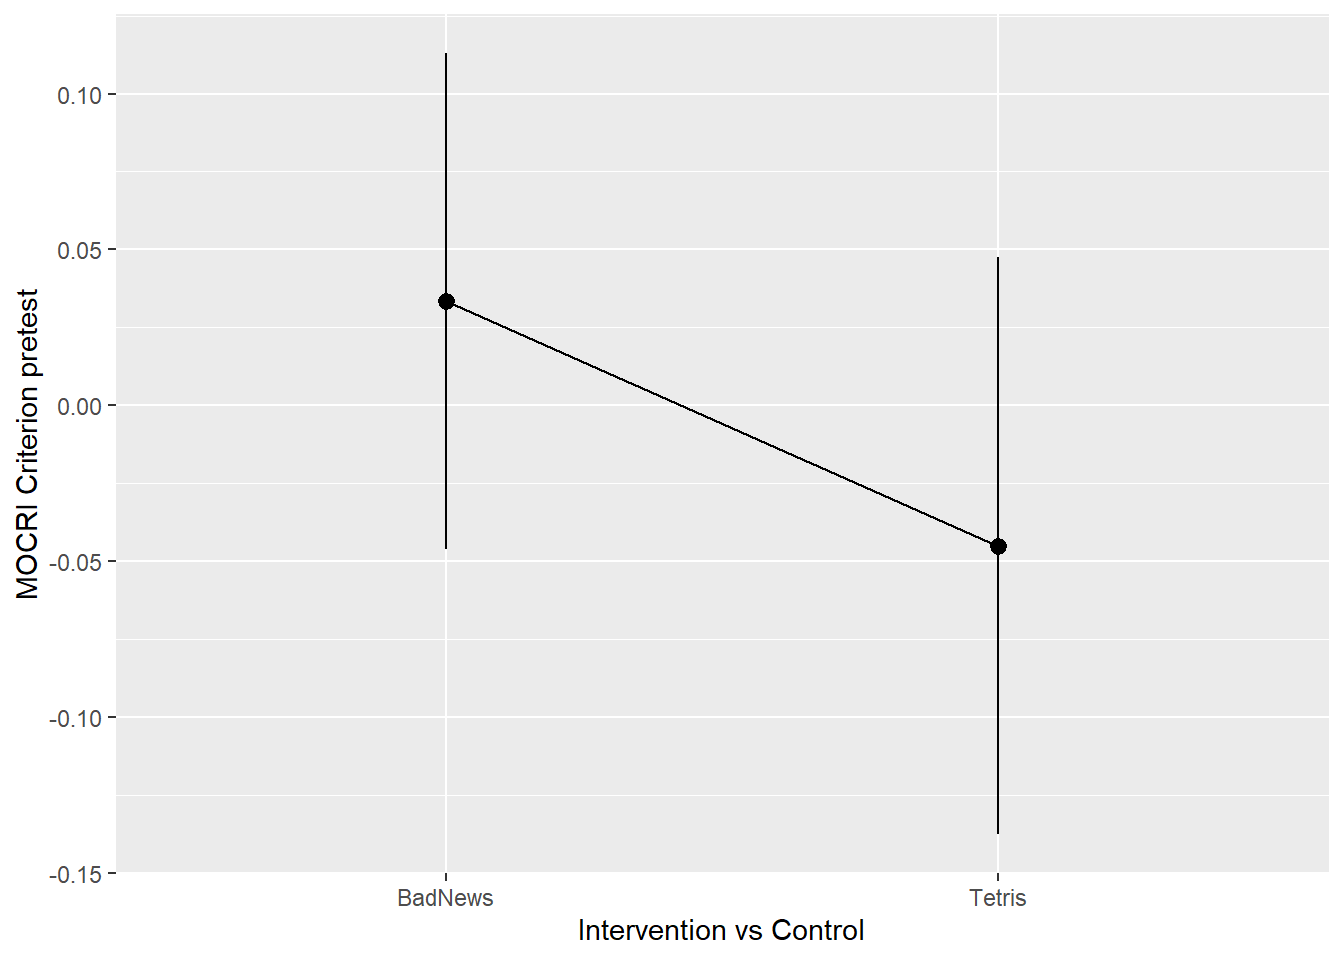 MOCRI Criterion pretest
0.10
0.05
0.00
-0.05
-0.10
-0.15
BadNews
Tetris
Intervention vs Control